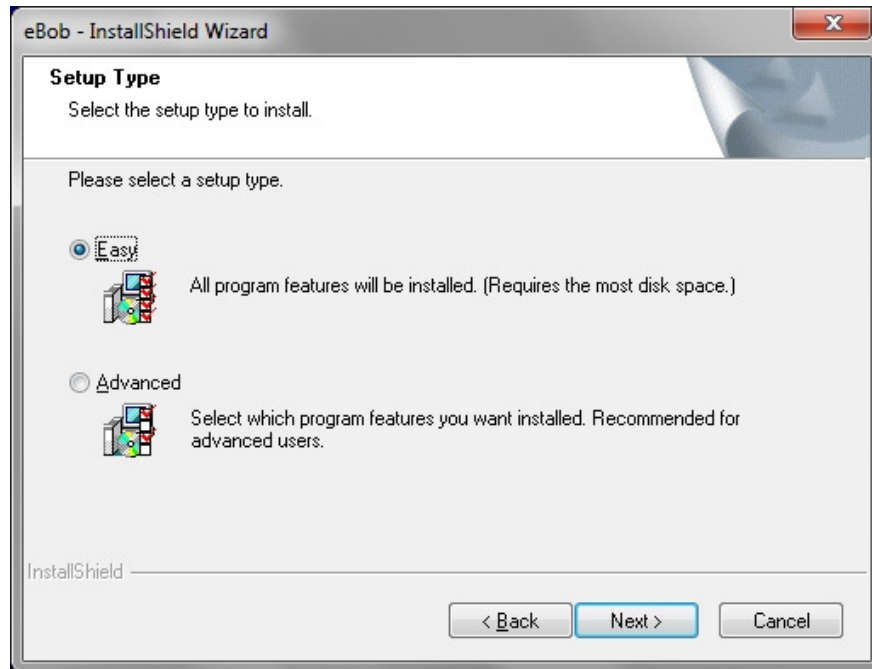 eBob - InstallShield Wizard
Setup Type
Select the setup type to install.
Please select a setup type.
Easy
All program features will be installed. (Requires the most disk space.)
Advanced
Select which program features you want installed. Recommended for
advanced users.
InstallShield
< Back Next > Cancel